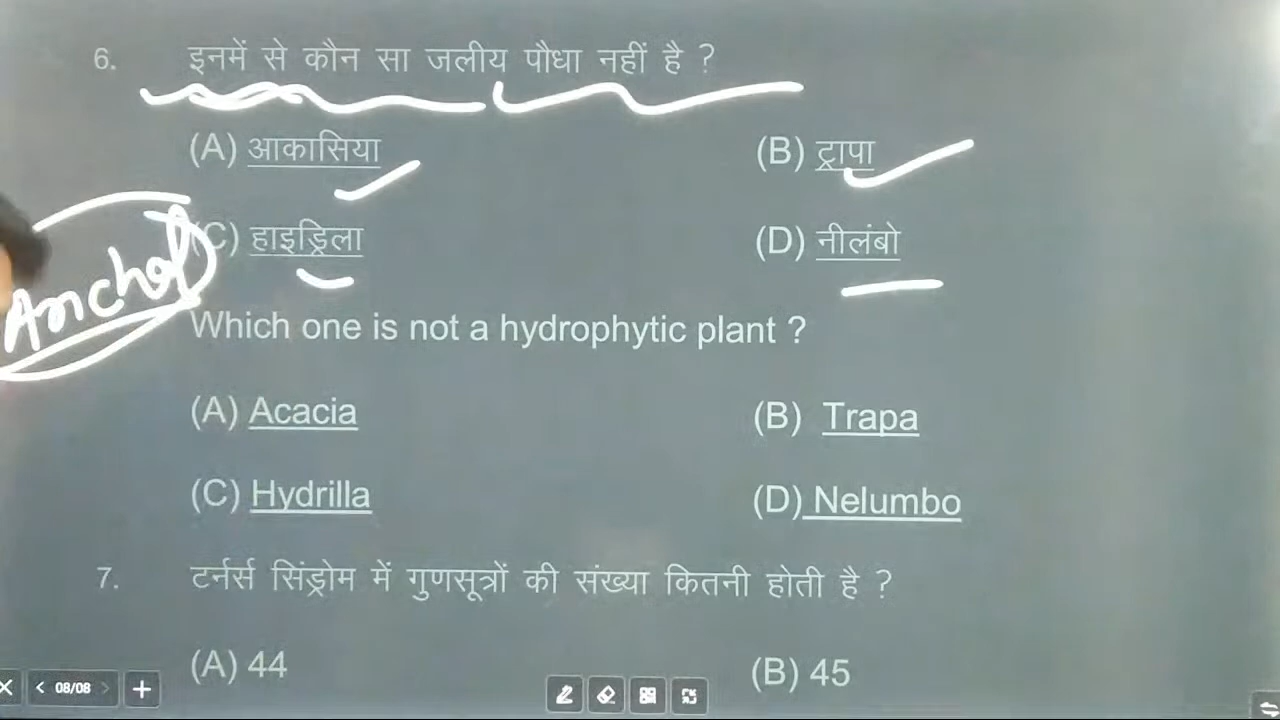 6. इनमें से कौन सा जलीय पौधा नहीं है ?
(A) आकासिया (B) ट्रापा
(C) हाइड्रिला (D) नीलंबो
Anchol
Which one is not a hydrophytic plant ?
(A) Acacia (B) Trapa
(C) Hydrilla (D) Nelumbo
7. टर्नर्स सिंड्रोम में गुणसूत्रों की संख्या कितनी होती है ?
(A) 44 (B) 45
08/08